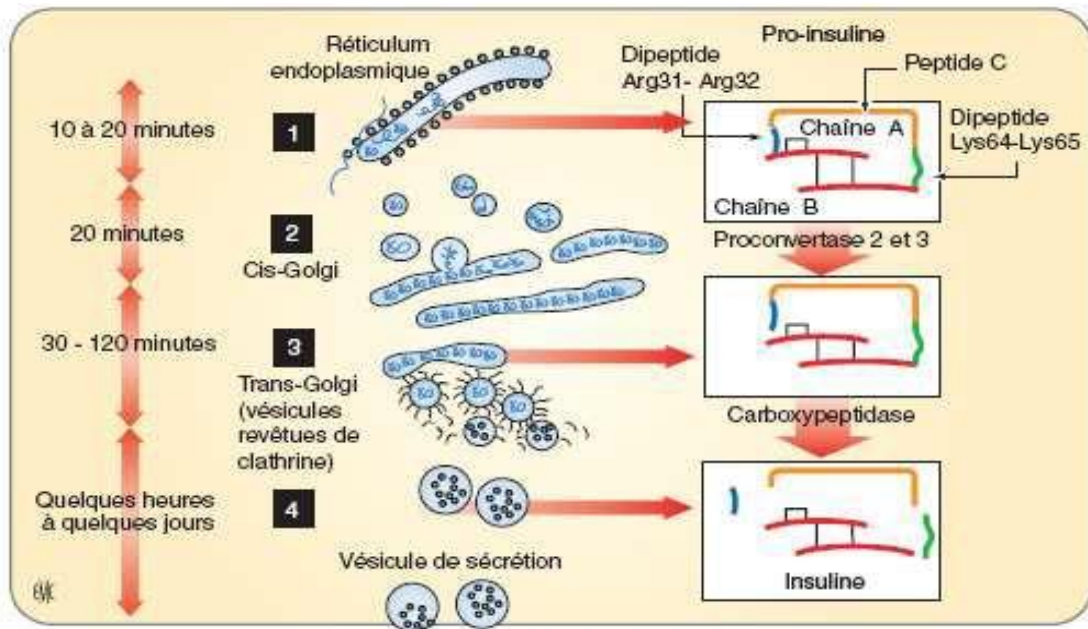 Réticulum
endoplasmique
10 à 20 minutes
1
Dipeptide
Arg31- Arg32
Pro-insuline
Peptide C
Chaîne A
Dipeptide
Lys64-Lys65
Chaîne B
20 minutes
2
Cis-Golgi
Proconvertase 2 et 3
30 - 120 minutes
3
Trans-Golgi
(vésicules
revêtues de
clathrine)
Carboxypeptidase
Quelques heures
à quelques jours
4
Vésicule de sécrétion
Insuline